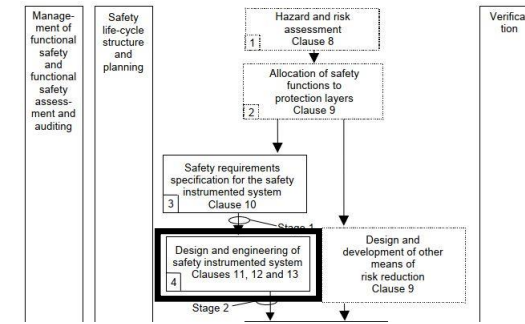 Manage-
ment of
functional
safety
and
functional
safety
assess-
ment and
auditing
Safety
life-cycle
structure
and
planning
Hazard and risk
assessment
Clause 8
1
Allocation of safety
functions to
protection layers
Clause 9
2
Safety requirements
specification for the safety
instrumented system
Clause 10
3
Stage 1
Design and engineering of
safety instrumented system
Clauses 11, 12 and 13
4
Design and
development of other
means of
risk reduction
Clause 9
Stage 2
Verifica
tion